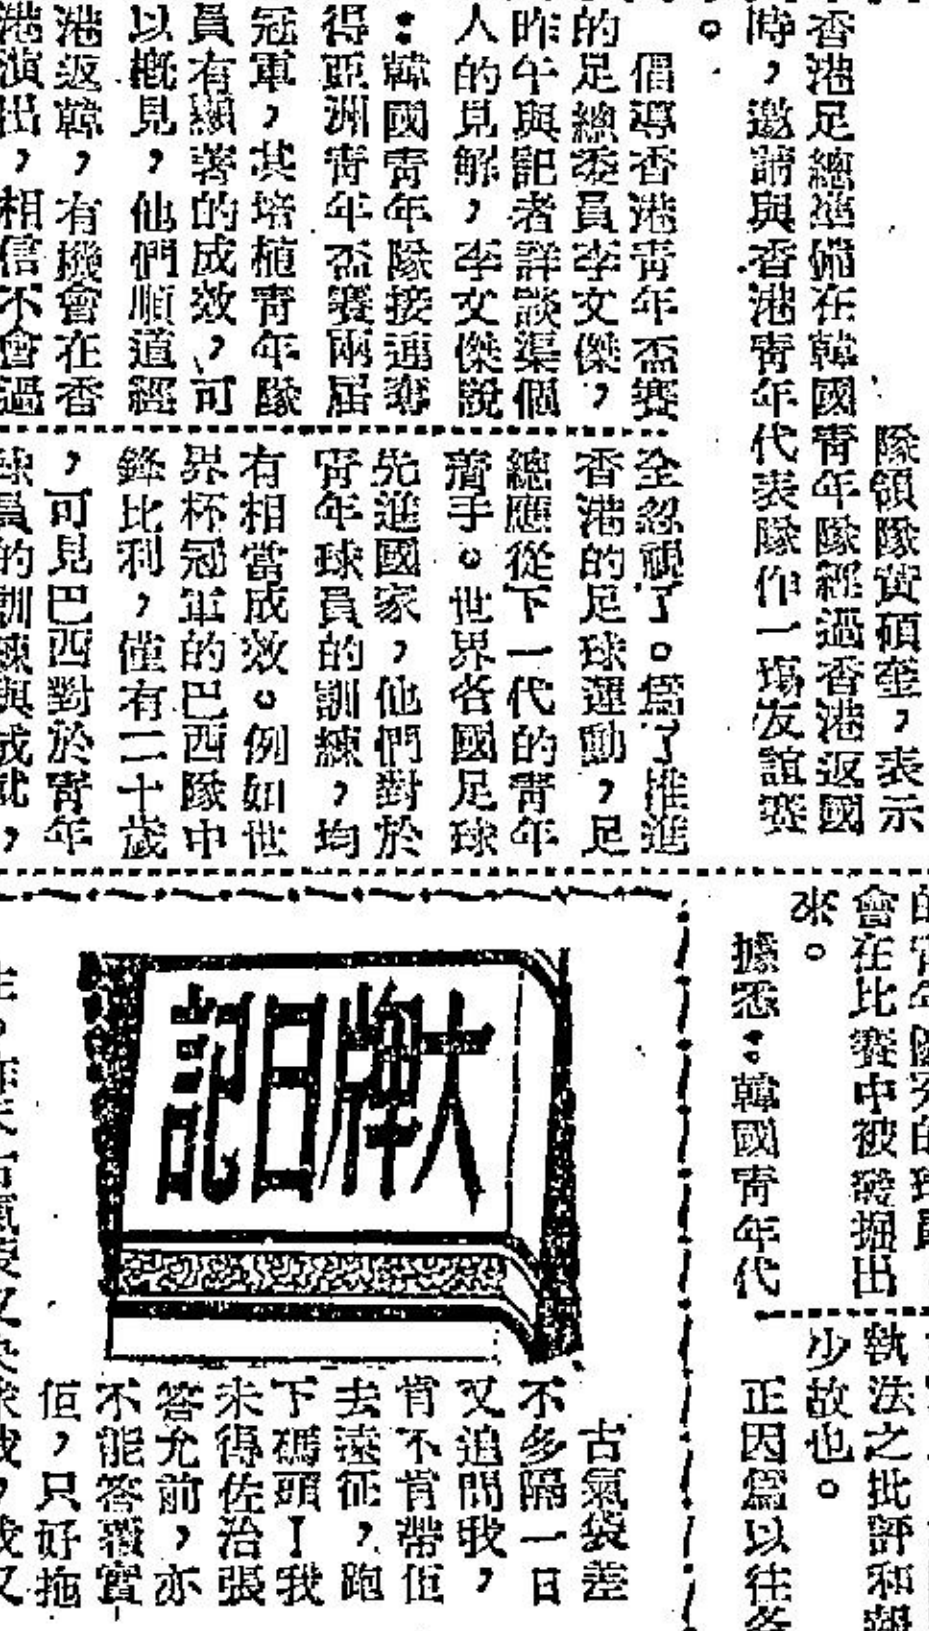 隊領隊黃碩奎，表示
香港足總準備在韓國青年隊經過香港返國
時，邀請與香港青年代表隊作一場友誼賽
。
倡導香港青年盃賽
的足總委員李文傑，
昨午與記者詳談渠個
人的見解，李文傑說
：韓國青年隊接連奪
得亞洲青年盃賽兩屆
冠軍，其培植青年隊
員有顯著的成效，可
以概見，他們順道經
港返韓，有機會在香
港演出，相信不會過
全忽視了。爲了推進
香港的足球運動，足
總應從下一代的青年
着手。世界各國足球
先進國家，他們對於
青年球員的訓練，均
有相當成效。例如世
界杯冠軍的巴西隊中
鋒比利，僅有二十歲
，可見巴西對於青年
球員的訓練與成就，
的青年優秀的球員
會在比賽中被發掘出
來。
據悉：韓國青年代
執法之批評和報
少故也。
正因爲以往各
大牌日記
古氣袋差
不多隔一日
又追問我，
肯不肯帶佢
去遠征，跑
下碼頭！我
未得佐治張
答允前，亦
不能答覆實
佢，只好拖